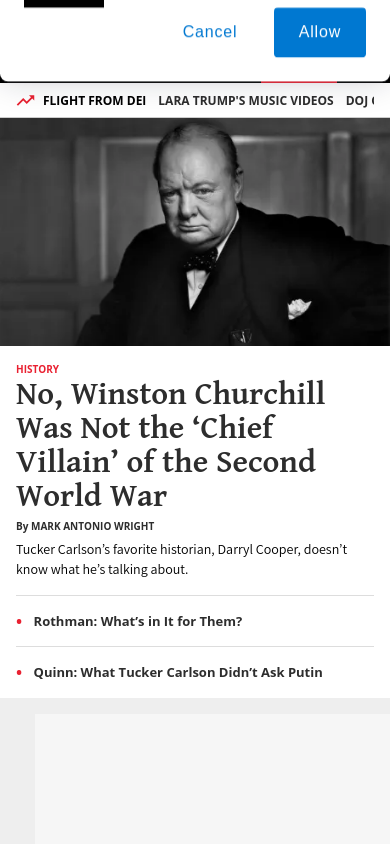 Cancel
Allow
FLIGHT FROM DEI LARA TRUMP'S MUSIC VIDEOS DOJ
HISTORY
No, Winston Churchill
Was Not the ‘Chief
Villain’ of the Second
World War
By MARK ANTONIO WRIGHT
Tucker Carlson’s favorite historian, Darryl Cooper, doesn’t
know what he’s talking about.
Rothman: What’s in It for Them?
Quinn: What Tucker Carlson Didn’t Ask Putin